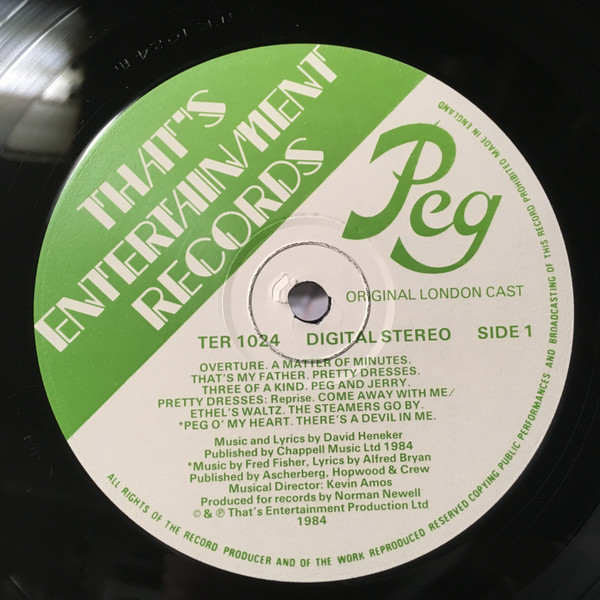 THAT'S
ENTERTAINMENT
RECORDS
Peg
ORIGINAL LONDON CAST
TER 1024 DIGITAL STEREO SIDE 1
OVERTURE. A MATTER OF MINUTES.
THAT'S MY FATHER. PRETTY DRESSES.
THREE OF A KIND. PEG AND JERRY.
PRETTY DRESSES: Reprise. COME AWAY WITH ME/
ETHEL'S WALTZ. THE STEAMERS GO BY.
*PEG O' MY HEART. THERE'S A DEVIL IN ME.
Music and Lyrics by David Heneker
Published by Chappell Music Ltd 1984
*Music by Fred Fisher, Lyrics by Alfred Bryan
Published by Ascherberg, Hopwood & Crew
Musical Director: Kevin Amos
Produced for records by Norman Newell
© & ℗ That's Entertainment Production Ltd
1984
ALL RIGHTS OF THE RECORD PRODUCER AND OF THE WORK REPRODUCED RESERVED COPYING PUBLIC PERFORMANCES AND BROADCASTING OF THIS RECORD PROHIBITED MADE IN ENGLAND